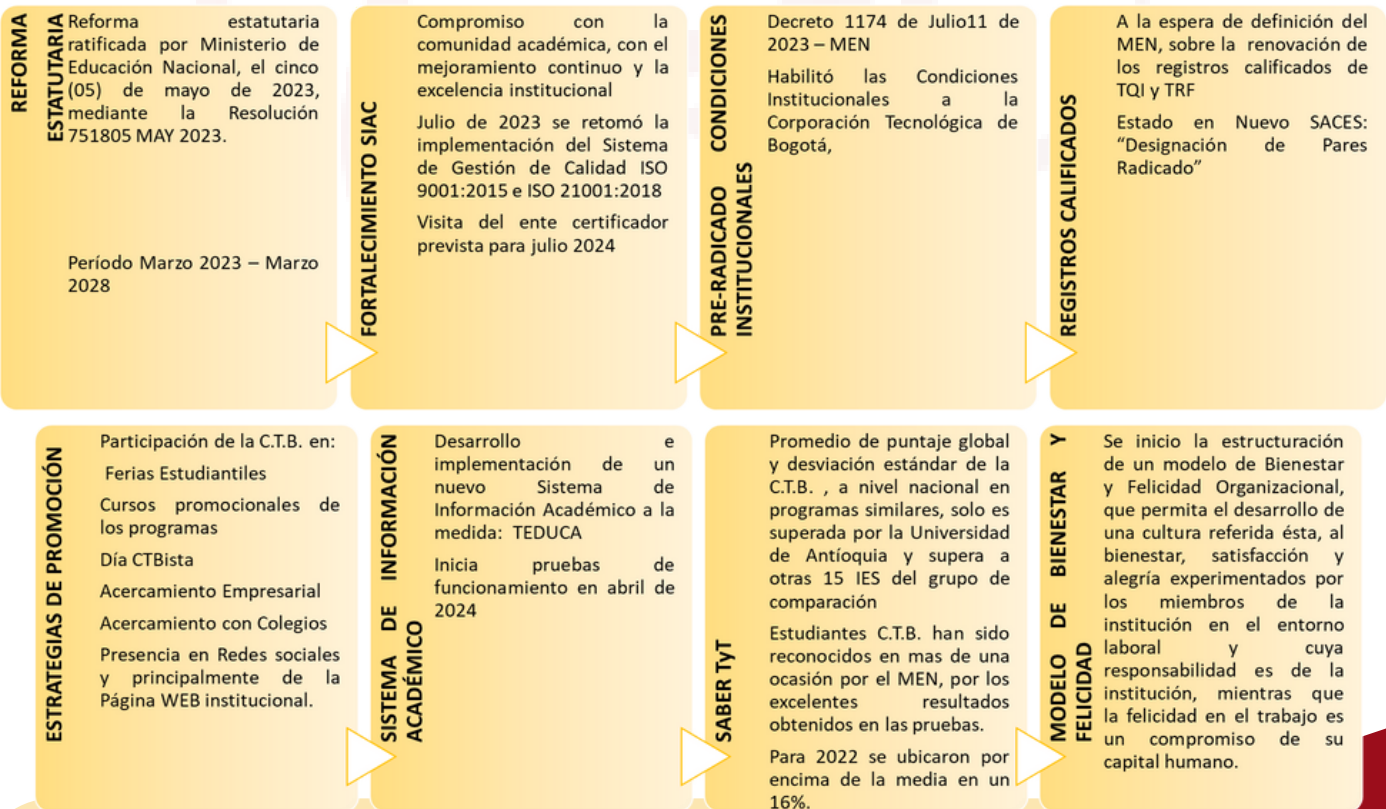 REFORMA
ESTATUTARIA
Reforma estatutaria
ratificada por Ministerio de
Educación Nacional, el cinco
(05) de mayo de 2023,
mediante la Resolución
751805 MAY 2023.
Período Marzo 2023 – Marzo
2028
FORTALECIMIENTO SIAC
Compromiso con la
comunidad académica, con el
mejoramiento continuo y la
excelencia institucional
Julio de 2023 se retomó la
implementación del Sistema
de Gestión de Calidad ISO
9001:2015 e ISO 21001:2018
Visita del ente certificador
prevista para julio 2024
PRE-RADICADO CONDICIONES
INSTITUCIONALES
Decreto 1174 de Julio11 de
2023 – MEN
Habilitó las Condiciones
Institucionales a la
Corporación Tecnológica de
Bogotá,
REGISTROS CALIFICADOS
A la espera de definición del
MEN, sobre la renovación de
los registros calificados de
TQI y TRF
Estado en Nuevo SACES:
“Designación de Pares
Radicado”
ESTRATEGIAS DE PROMOCIÓN
Participación de la C.T.B. en:
Ferias Estudiantiles
Cursos promocionales de
los programas
Día CTBista
Acercamiento Empresarial
Acercamiento con Colegios
Presencia en Redes sociales
y principalmente de la
Página WEB institucional.
SISTEMA DE INFORMACIÓN
ACADÉMICO
Desarrollo e
implementación de un
nuevo Sistema de
Información Académico a la
medida: TEDUCA
Inicia pruebas de
funcionamiento en abril de
2024
SABER TyT
Promedio de puntaje global
y desviación estándar de la
C.T.B. , a nivel nacional en
programas similares, solo es
superada por la Universidad
de Antíoquia y supera a
otras 15 IES del grupo de
comparación
Estudiantes C.T.B. han sido
reconocidos en mas de una
ocasión por el MEN, por los
excelentes resultados
obtenidos en las pruebas.
Para 2022 se ubicaron por
encima de la media en un
16%.
MODELO DE BIENESTAR Y
FELICIDAD
Se inicio la estructuración
de un modelo de Bienestar
y Felicidad Organizacional,
que permita el desarrollo de
una cultura referida ésta, al
bienestar, satisfacción y
alegría experimentados por
los miembros de la
institución en el entorno
laboral y cuya
responsabilidad es de la
institución, mientras que
la felicidad en el trabajo es
un compromiso de su
capital humano.